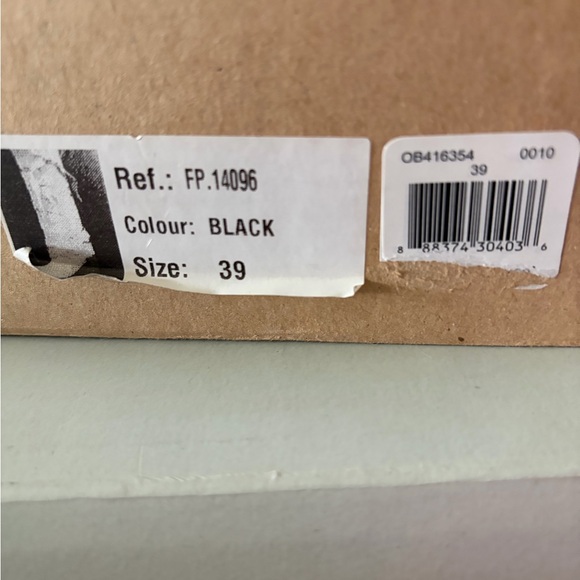 Ref.: FP.14096
Colour: BLACK
Size: 39
OB416354 0010
39
8 88374 30403 6